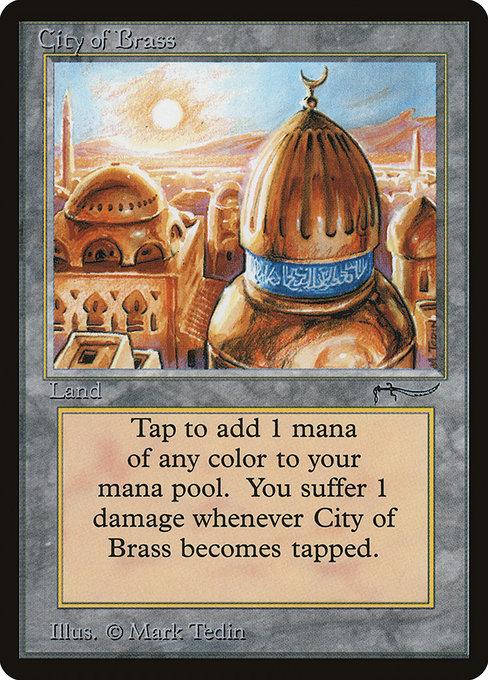 City of Brass
Land
Tap to add 1 mana
of any color to your
mana pool. You suffer 1
damage whenever City of
Brass becomes tapped.
Illus. © Mark Tedin